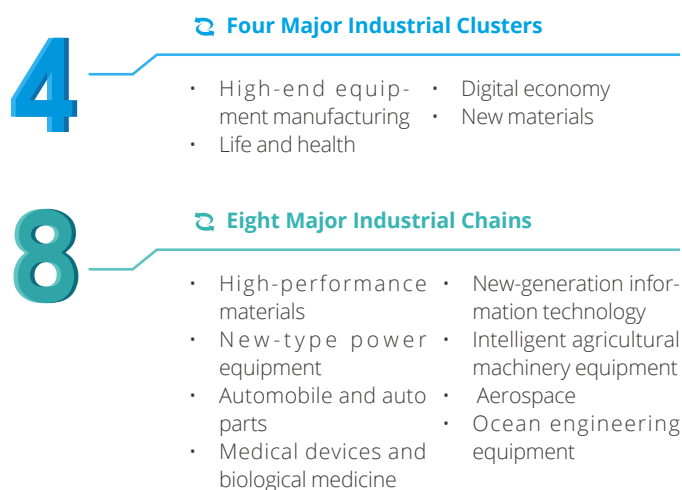 4
Four Major Industrial Clusters
• High-end equip-
ment manufacturing
• Life and health
• Digital economy
• New materials
8
Eight Major Industrial Chains
• High-performance
materials
• New-type power
equipment
• Automobile and auto
parts
• Medical devices and
biological medicine
• New-generation infor-
mation technology
• Intelligent agricultural
machinery equipment
• Aerospace
• Ocean engineering
equipment